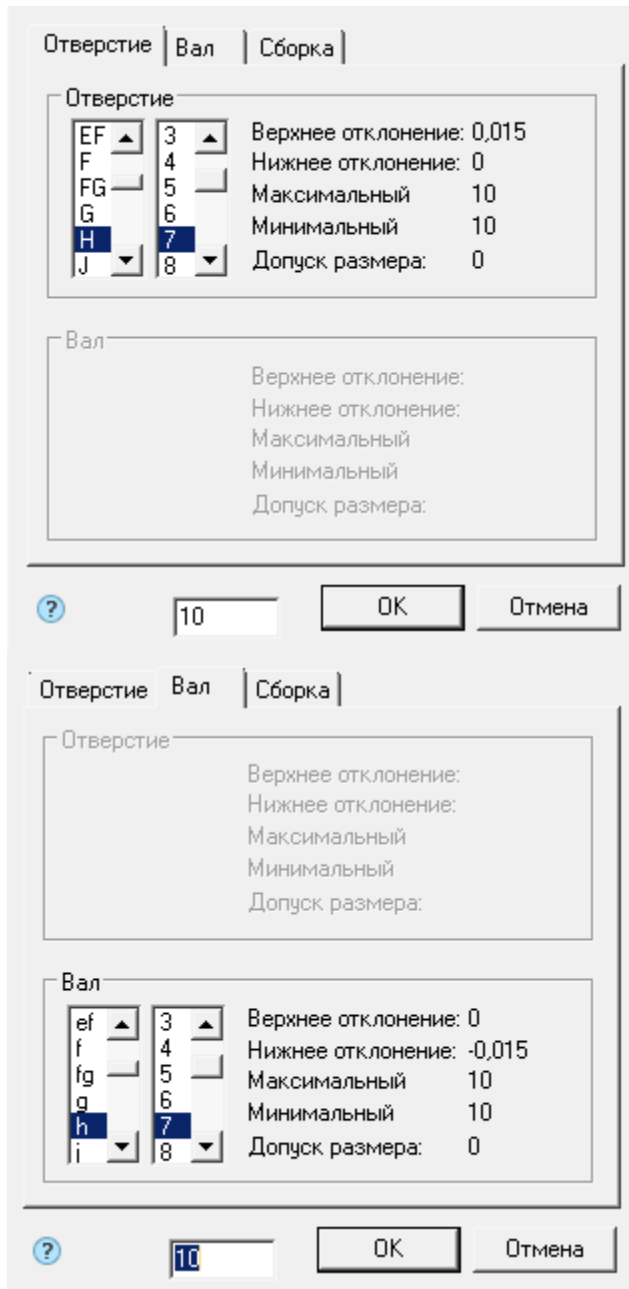 Отверстие Вал Сборка
Отверстие
EF 3 Верхнее отклонение: 0,015
F 4 Нижнее отклонение: 0
FG 5 Максимальный 10
G 6 Минимальный 10
H 7 Допуск размера: 0
J 8
Вал
Верхнее отклонение:
Нижнее отклонение:
Максимальный
Минимальный
Допуск размера:
? 10 OK Отмена
Отверстие Вал Сборка
Отверстие
Верхнее отклонение:
Нижнее отклонение:
Максимальный
Минимальный
Допуск размера:
Вал
ef 3 Верхнее отклонение: 0
f 4 Нижнее отклонение: -0,015
fg 5 Максимальный 10
g 6 Минимальный 10
h 7 Допуск размера: 0
j 8
? 10 OK Отмена